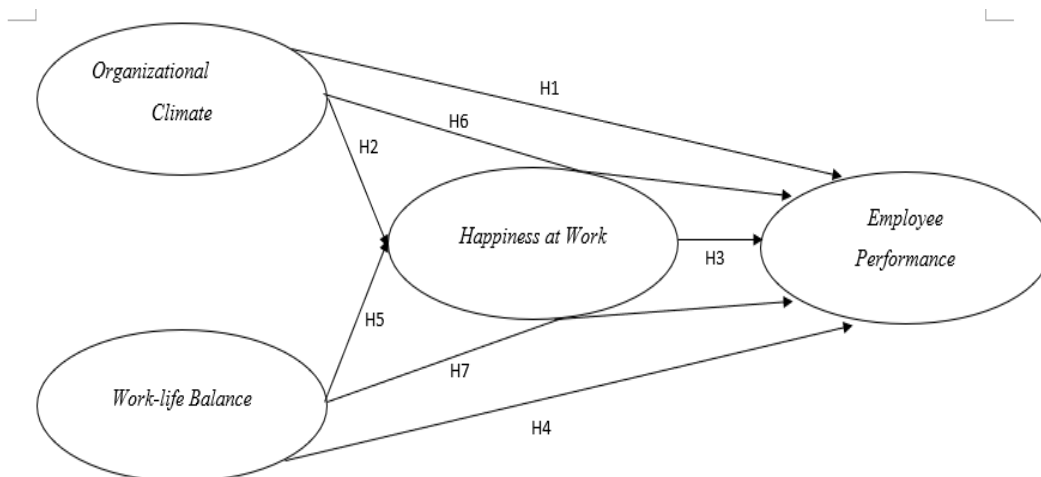 Organizational
Climate
H1
H6
H2
Happiness at Work
Employee
Performance
H3
H5
H7
Work-life Balance
H4